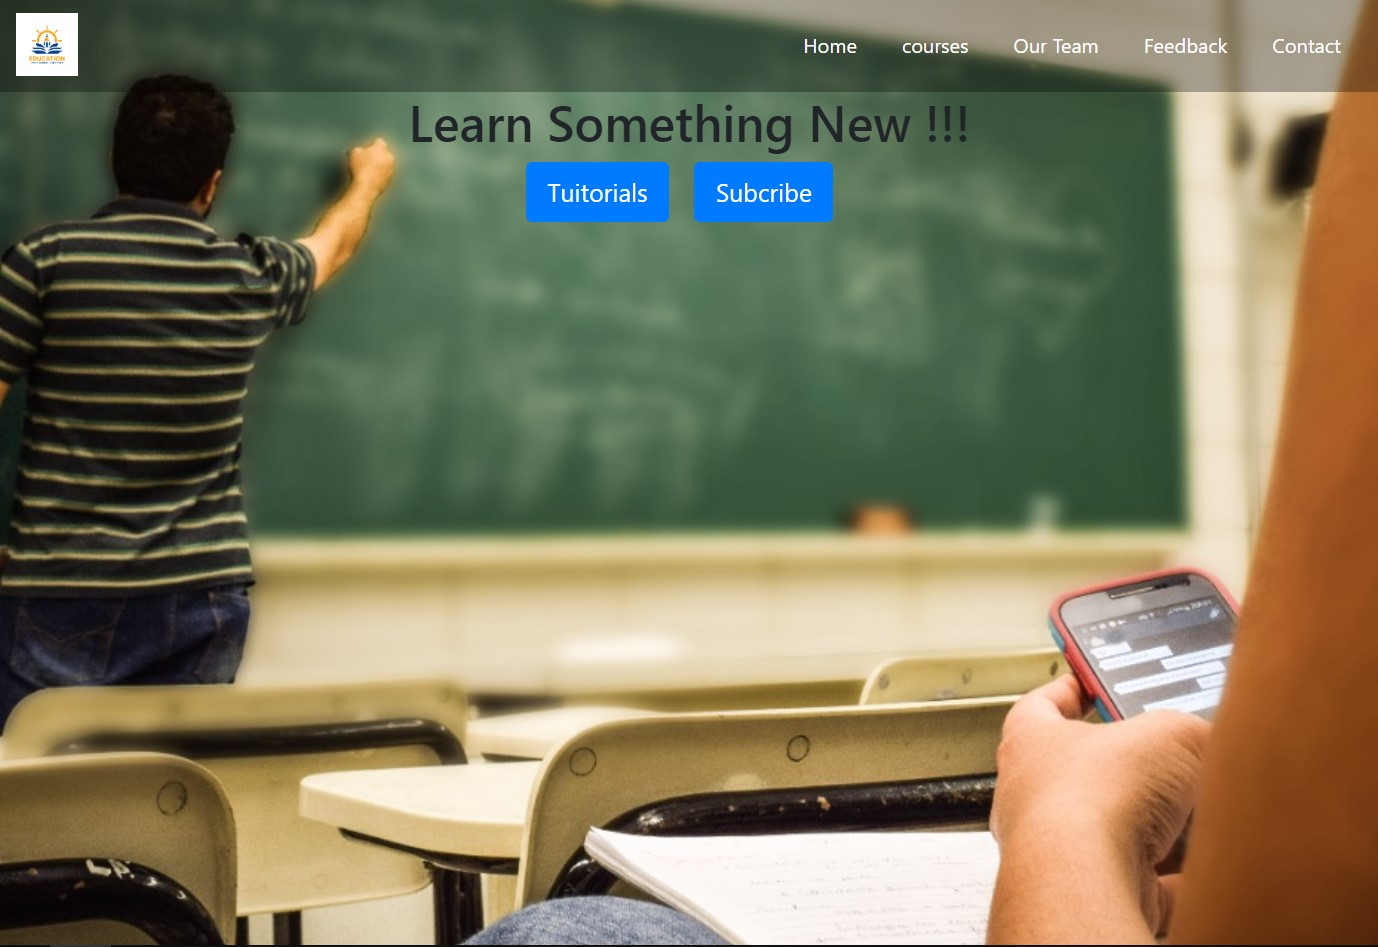 EDUCATION
Home courses Our Team Feedback Contact
Learn Something New !!!
Tuitorials Subcribe